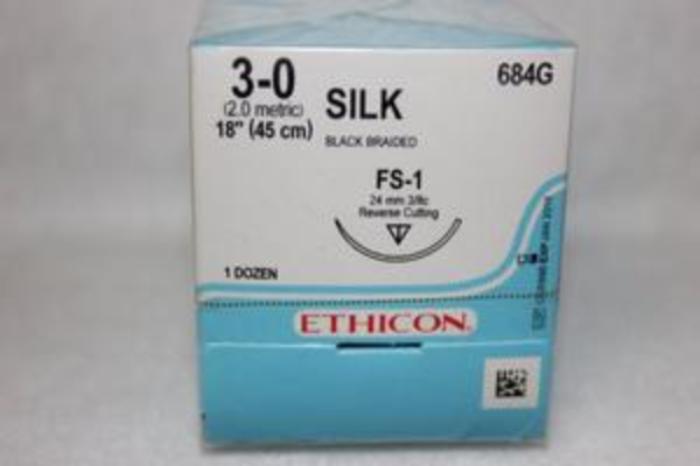 3-0
(2.0 metric)
18" (45 cm)
SILK
BLACK BRAIDED
684G
FS-1
24 mm 3/8c
Reverse Cutting
1 DOZEN
ETHICON